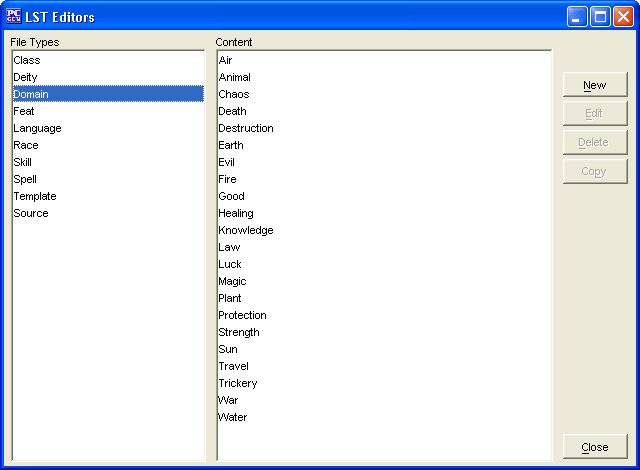 PC GEN LST Editors
File Types
Class
Deity
Domain
Feat
Language
Race
Skill
Spell
Template
Source
Content
Air
Animal
Chaos
Death
Destruction
Earth
Evil
Fire
Good
Healing
Knowledge
Law
Luck
Magic
Plant
Protection
Strength
Sun
Travel
Trickery
War
Water
New
Edit
Delete
Copy
Close